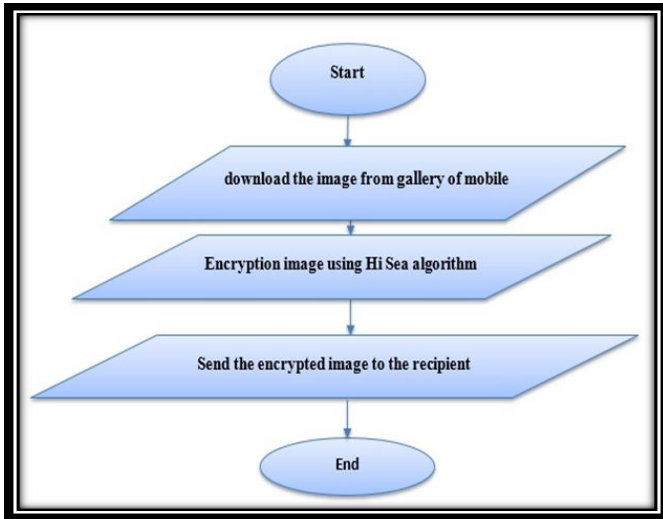 Start
download the image from gallery of mobile
Encryption image using Hi Sea algorithm
Send the encrypted image to the recipient
End